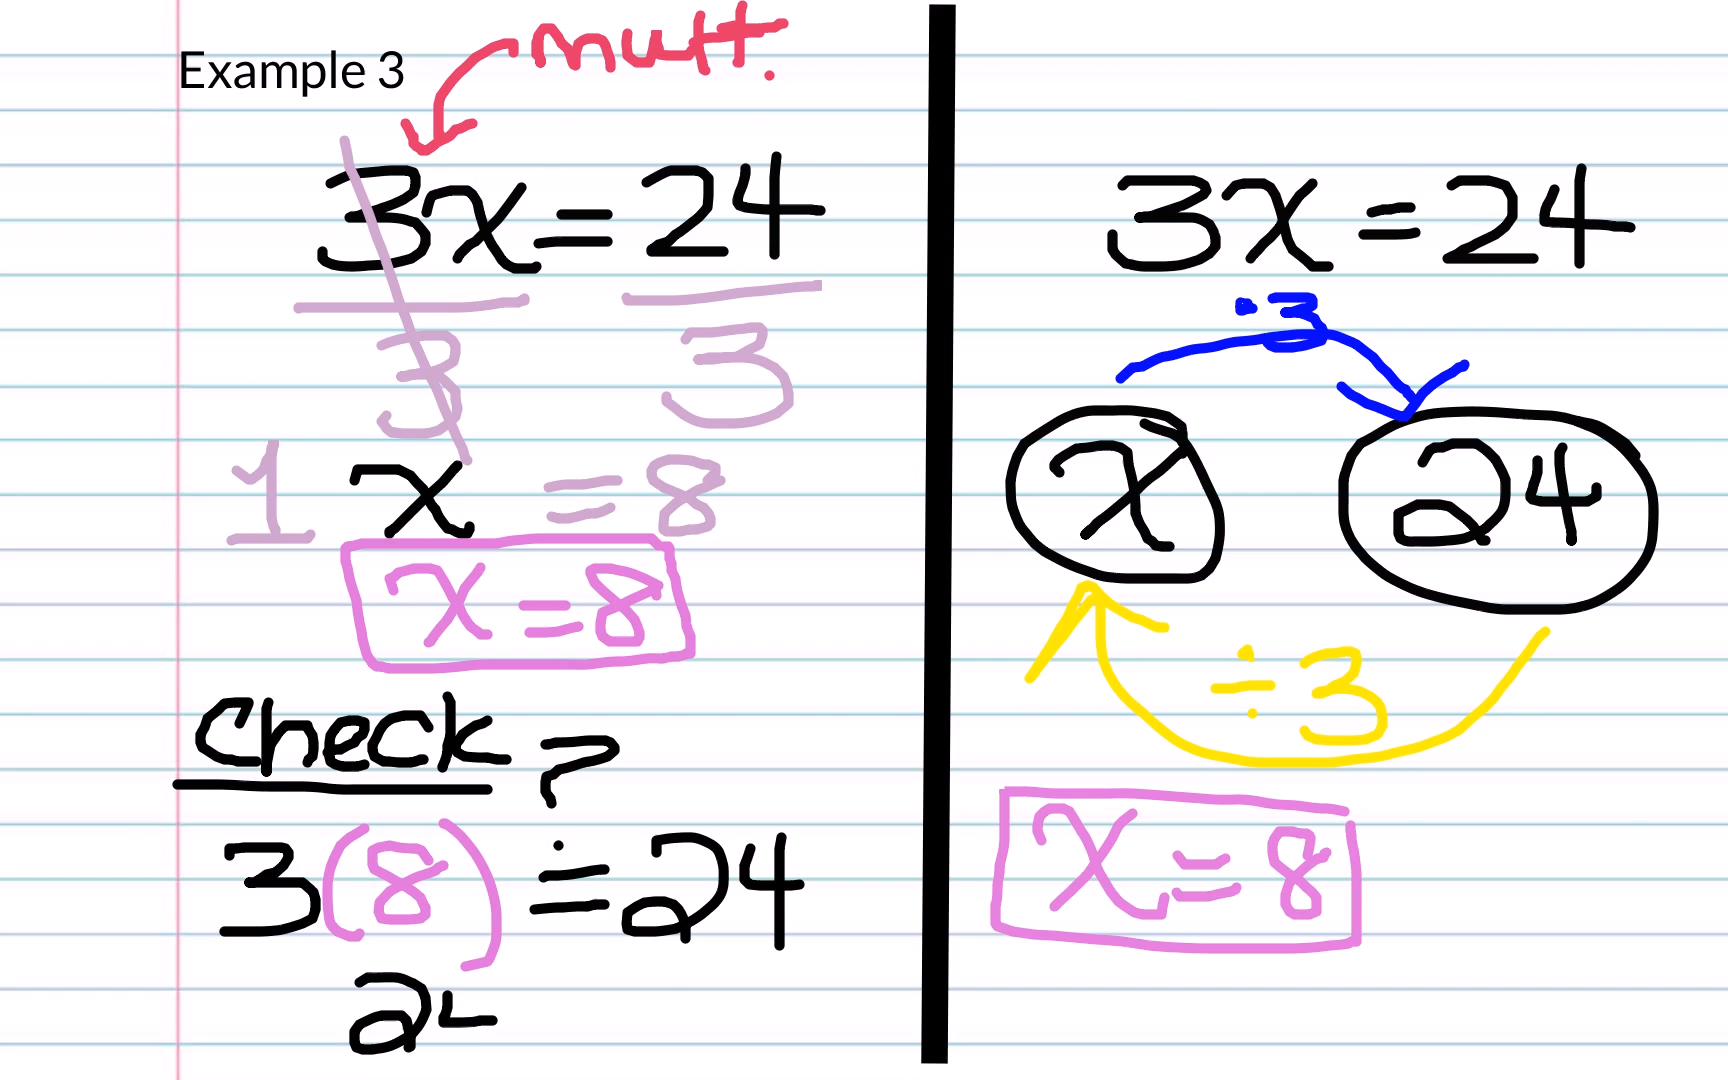 Example 3
mult.
3x = 24
3 3
1x = 8
x = 8
Check
?
3(8) = 24
24
3x = 24
·3
x 24
÷3
x = 8